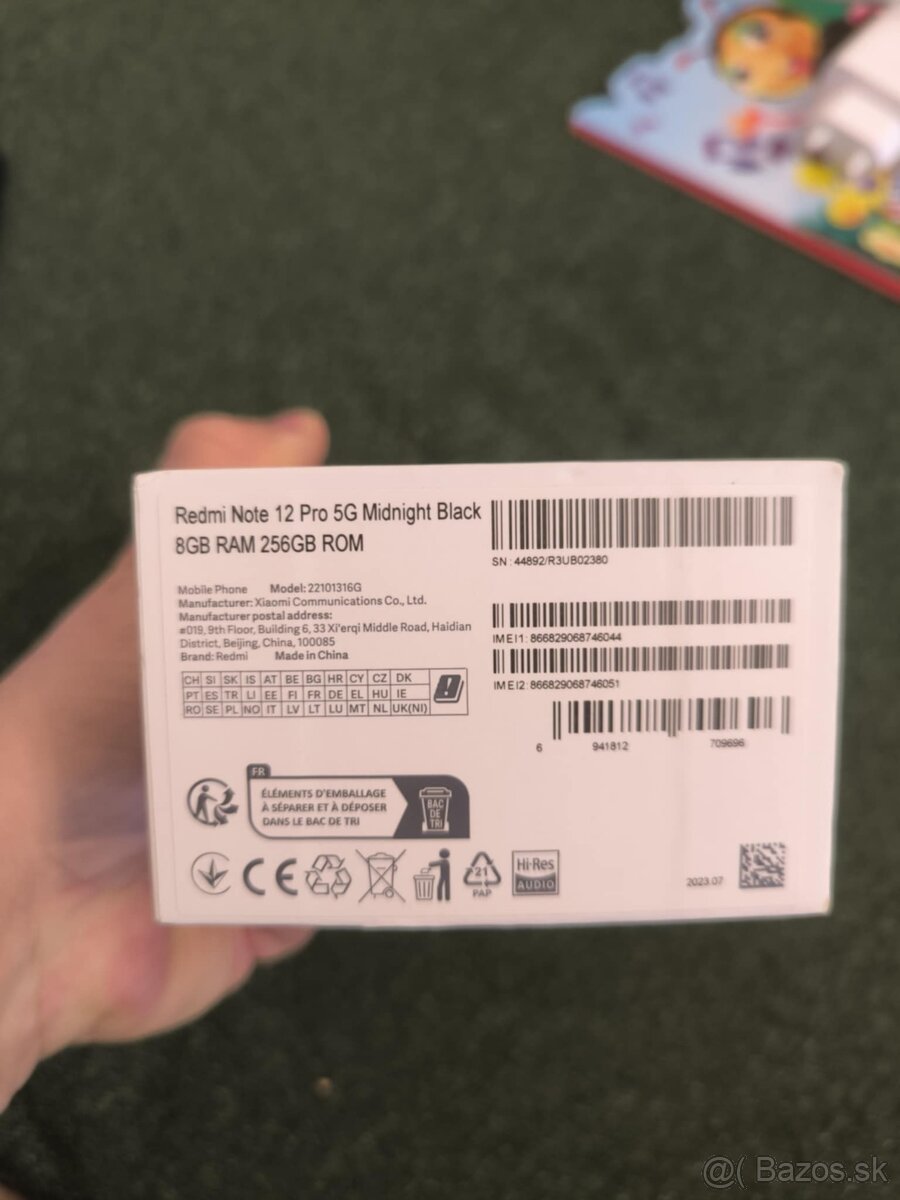 Redmi Note 12 Pro 5G Midnight Black
8GB RAM 256GB ROM
Mobile Phone Model: 22101316G
Manufacturer: Xiaomi Communications Co., Ltd.
Manufacturer postal address:
#019, 9th Floor, Building 6, 33 Xi'erqi Middle Road, Haidian
District, Beijing, China, 100085
Brand: Redmi Made in China
CH SI SK IS AT BE BG HR CY CZ DK
PT ES TR LI EE FI FR DE EL HU IE
RO SE PL NO IT LV LT LU MT NL UK(NI)
SN : 44892/R3UB02380
IMEI1: 866829068746044
IMEI2: 866829068746051
6 941812 709696
FR
ÉLÉMENTS D'EMBALLAGE
À SÉPARER ET À DÉPOSER
DANS LE BAC DE TRI
BAC
DE
TRI
CE
21
PAP
Hi-Res
AUDIO
2023.07
@( Bazos.sk